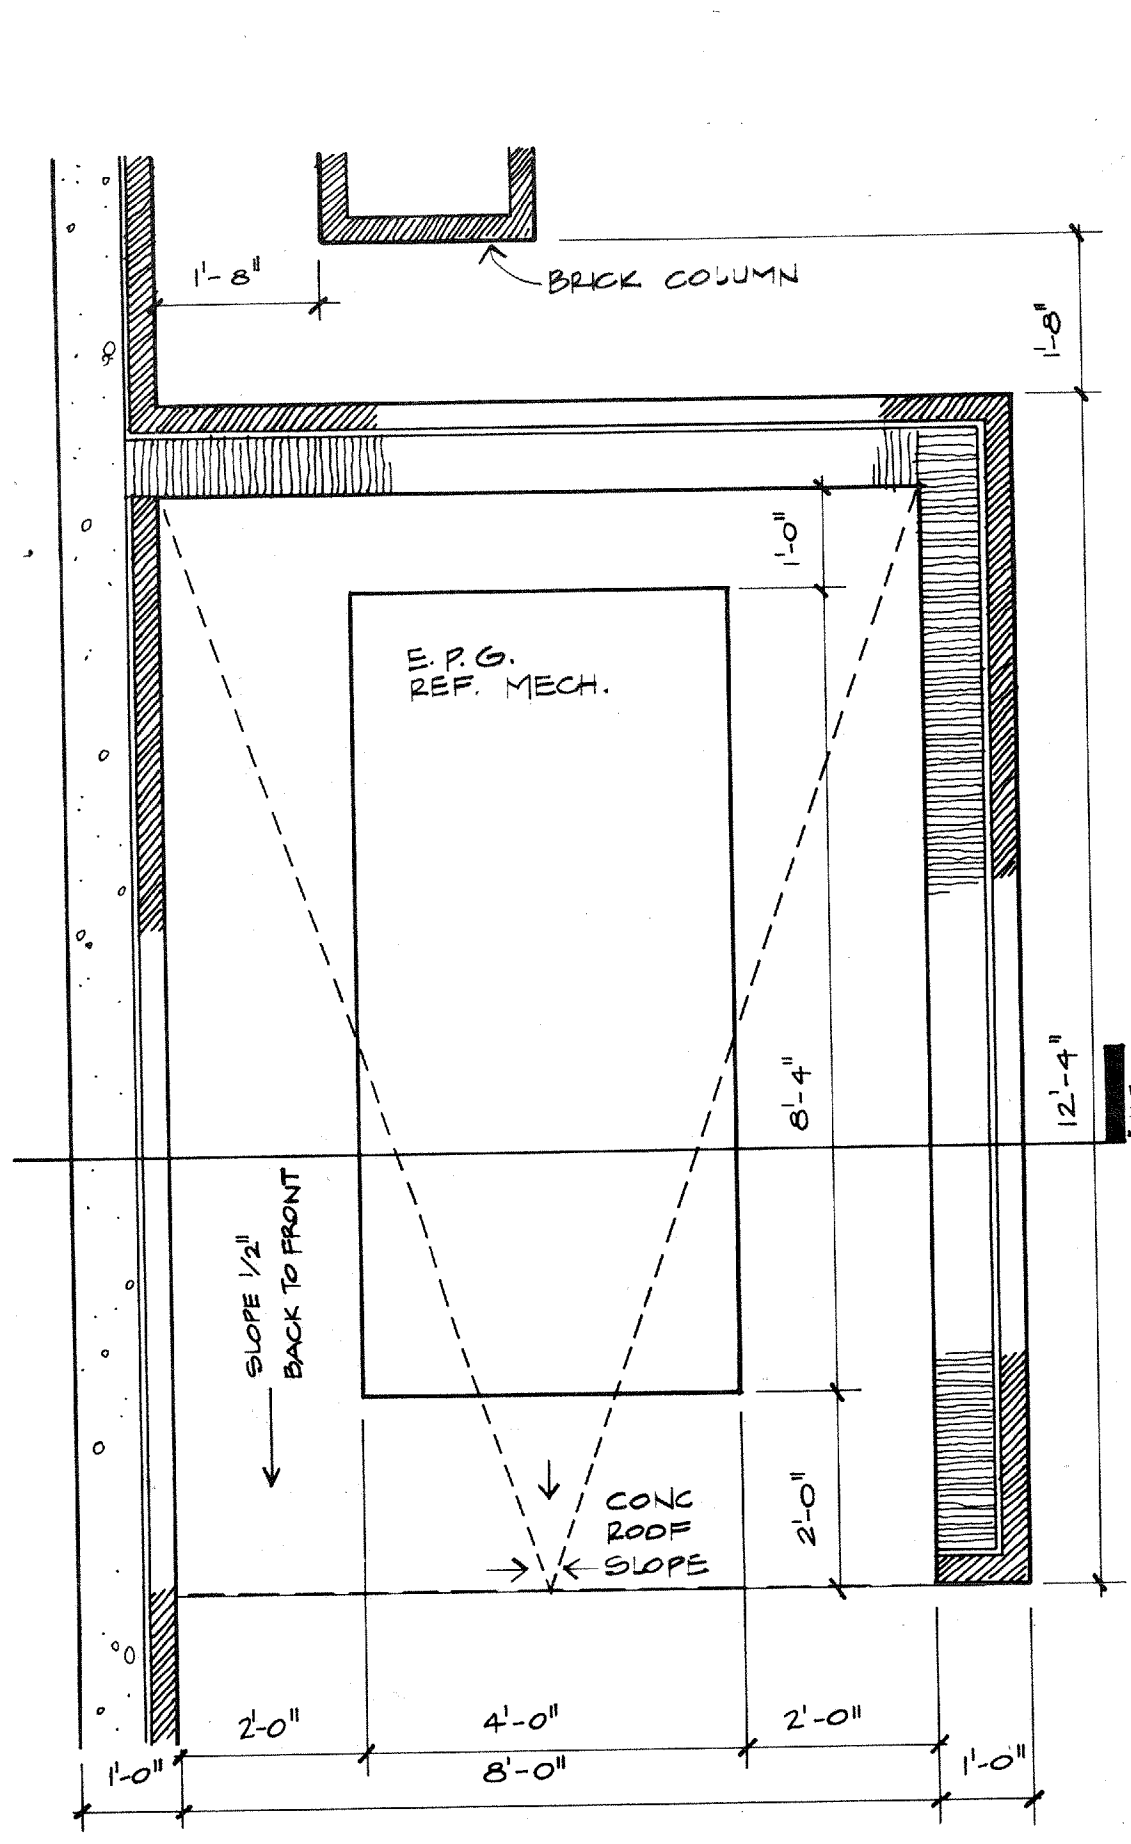 1'-8"
BRICK COLUMN
1'-8"
1'-0"
E.P.G.
REF. MECH.
8'-4"
12'-4"
SLOPE 1/2"
BACK TO FRONT
2'-0"
CONC
ROOF
SLOPE
2'-0"
4'-0"
2'-0"
1'-0"
8'-0"
1'-0"